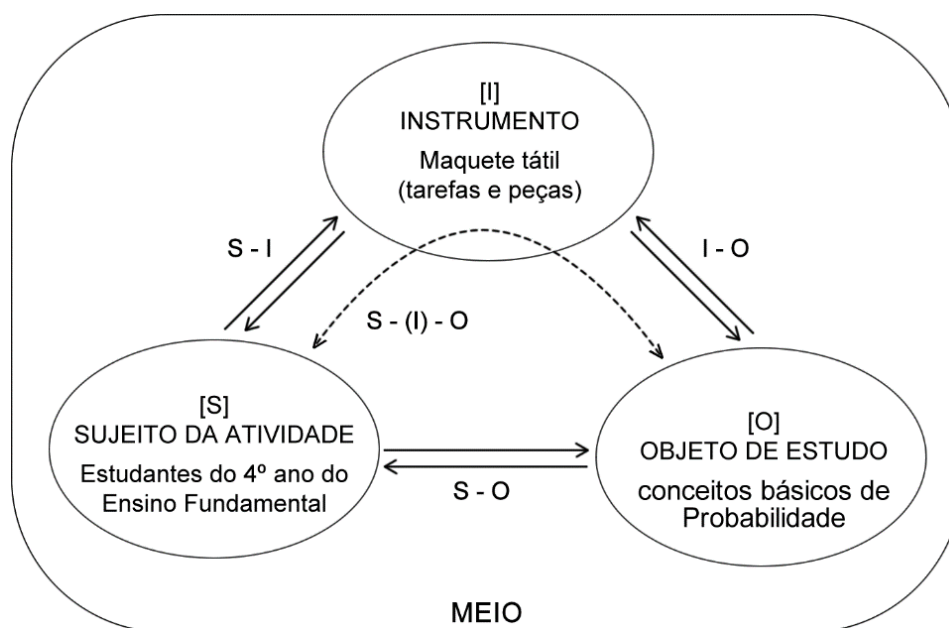 [I]
INSTRUMENTO
Maquete tátil
(tarefas e peças)
S - I
I - O
S - (I) - O
[S]
SUJEITO DA ATIVIDADE
Estudantes do 4º ano do
Ensino Fundamental
[O]
OBJETO DE ESTUDO
conceitos básicos de
Probabilidade
S - O
MEIO